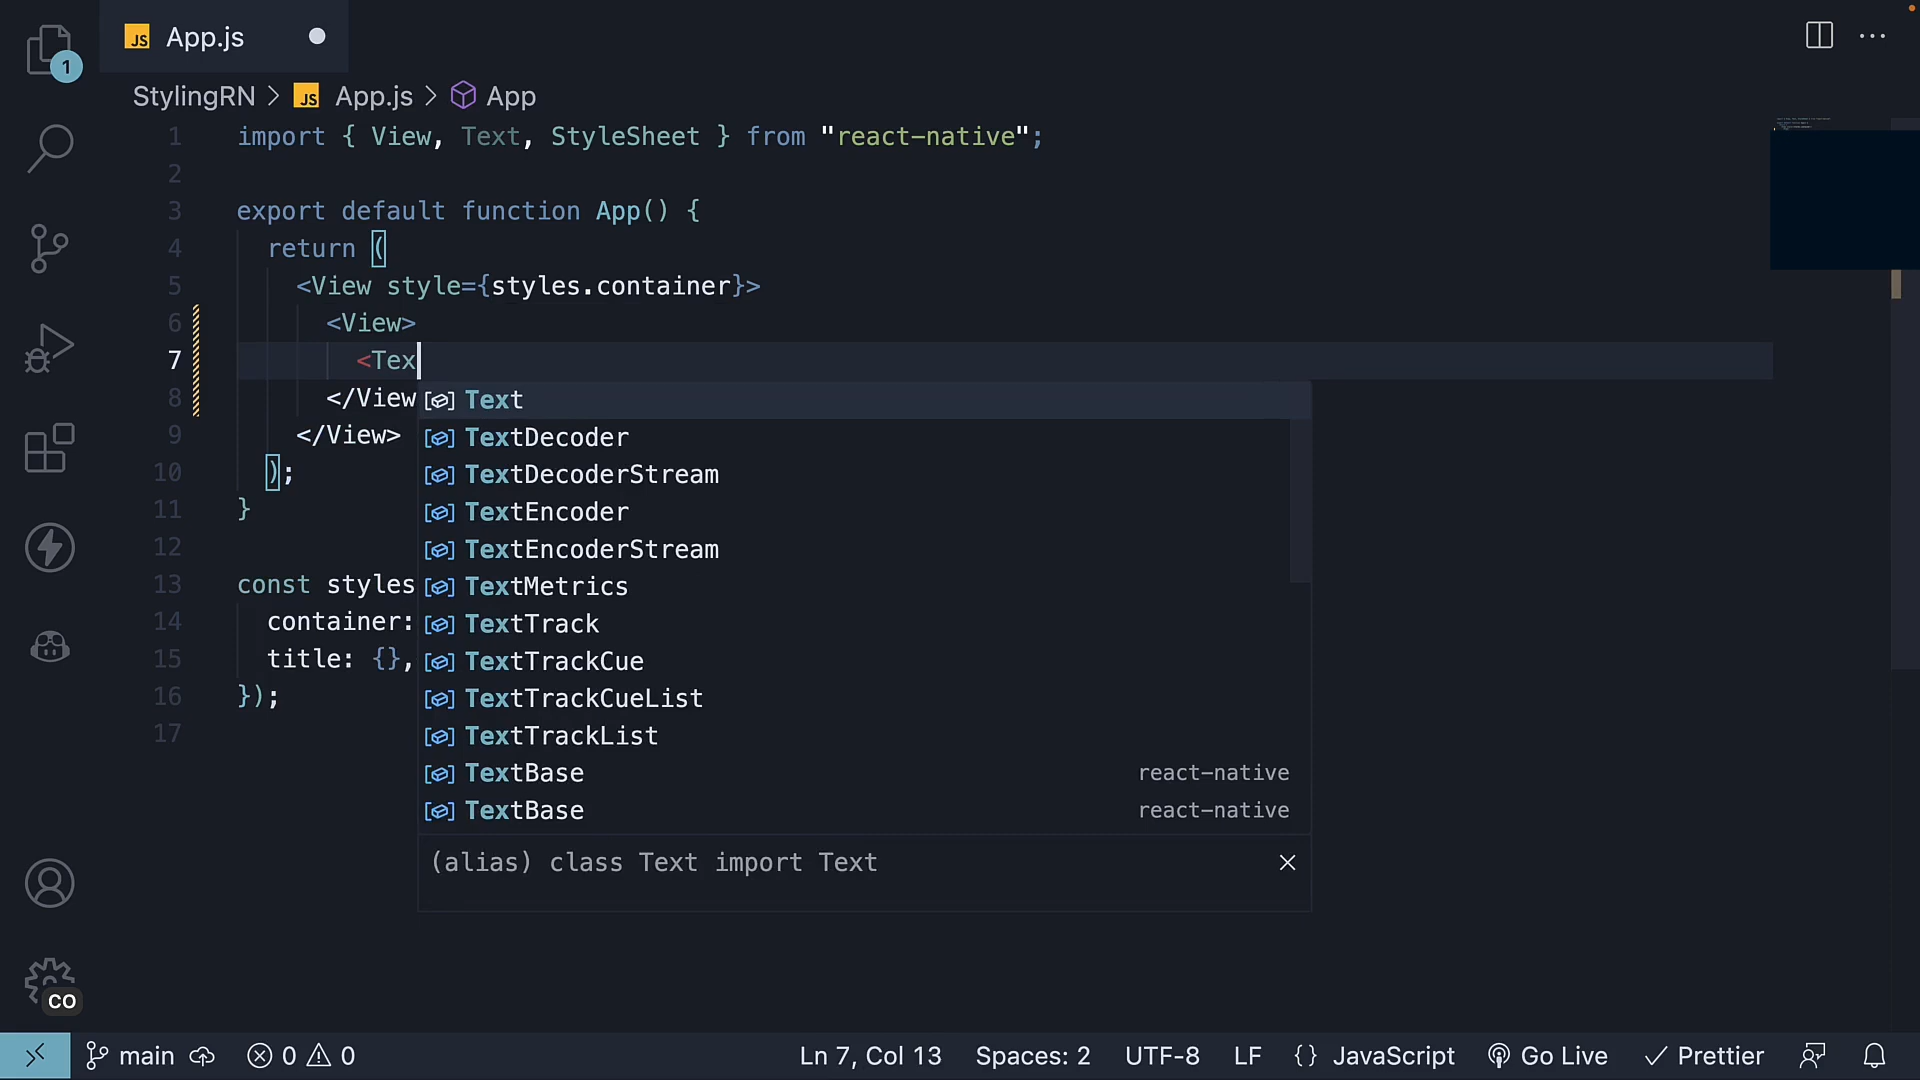 JS App.js
1
StylingRN > JS App.js > App
1 import { View, Text, StyleSheet } from "react-native";
2
3 export default function App() {
4 return (
5 <View style={styles.container}>
6 <View>
7 <Tex
8 </View
9 </View>
10 );
11 }
12
13 const styles
14 container:
15 title: {},
16 });
17
Text
TextDecoder
TextDecoderStream
TextEncoder
TextEncoderStream
TextMetrics
TextTrack
TextTrackCue
TextTrackCueList
TextTrackList
TextBase react-native
TextBase react-native
(alias) class Text import Text
CO
main 0 0 Ln 7, Col 13 Spaces: 2 UTF-8 LF {} JavaScript Go Live Prettier